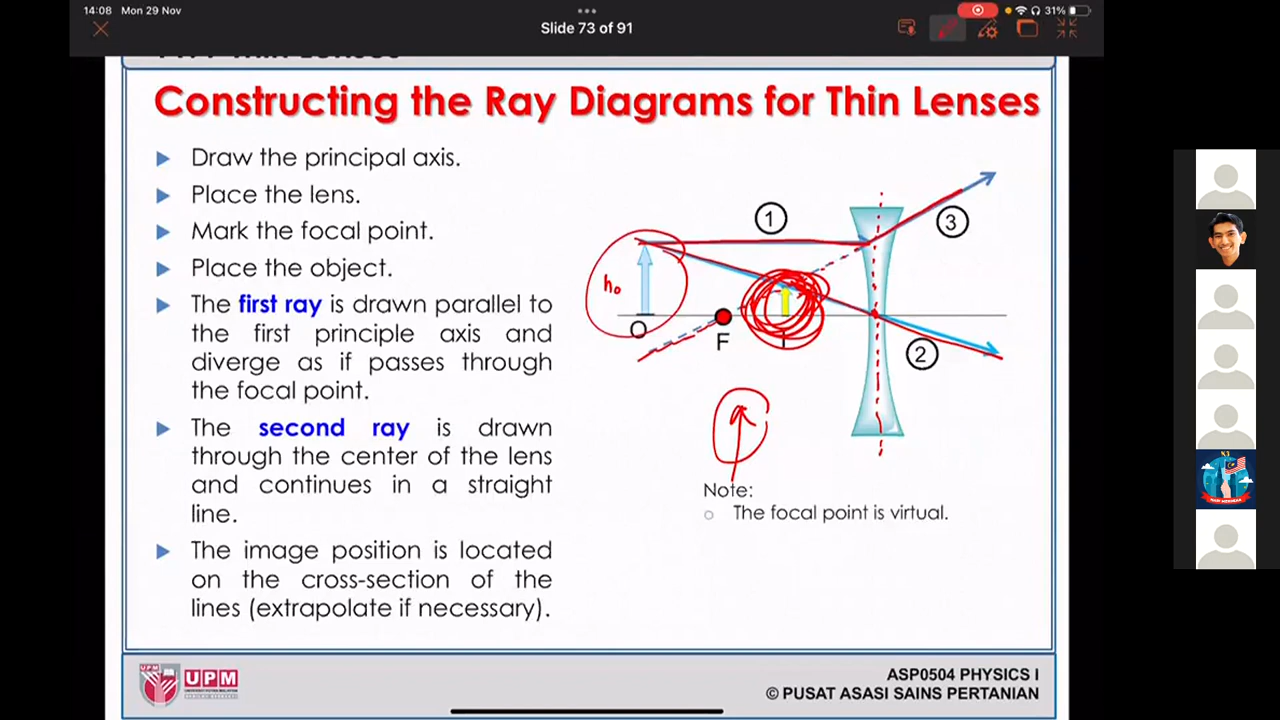 14:08 Mon 29 Nov
31%
Slide 73 of 91
Constructing the Ray Diagrams for Thin Lenses
Draw the principal axis.
Place the lens.
Mark the focal point.
Place the object.
The first ray is drawn parallel to
the first principle axis and
diverge as if passes through
the focal point.
The second ray is drawn
through the center of the lens
and continues in a straight
line.
The image position is located
on the cross-section of the
lines (extrapolate if necessary).
1
3
ho
O
F
I
2
Note:
The focal point is virtual.
UPM
UPM
ASP0504 PHYSICS I
© PUSAT ASASI SAINS PERTANIAN